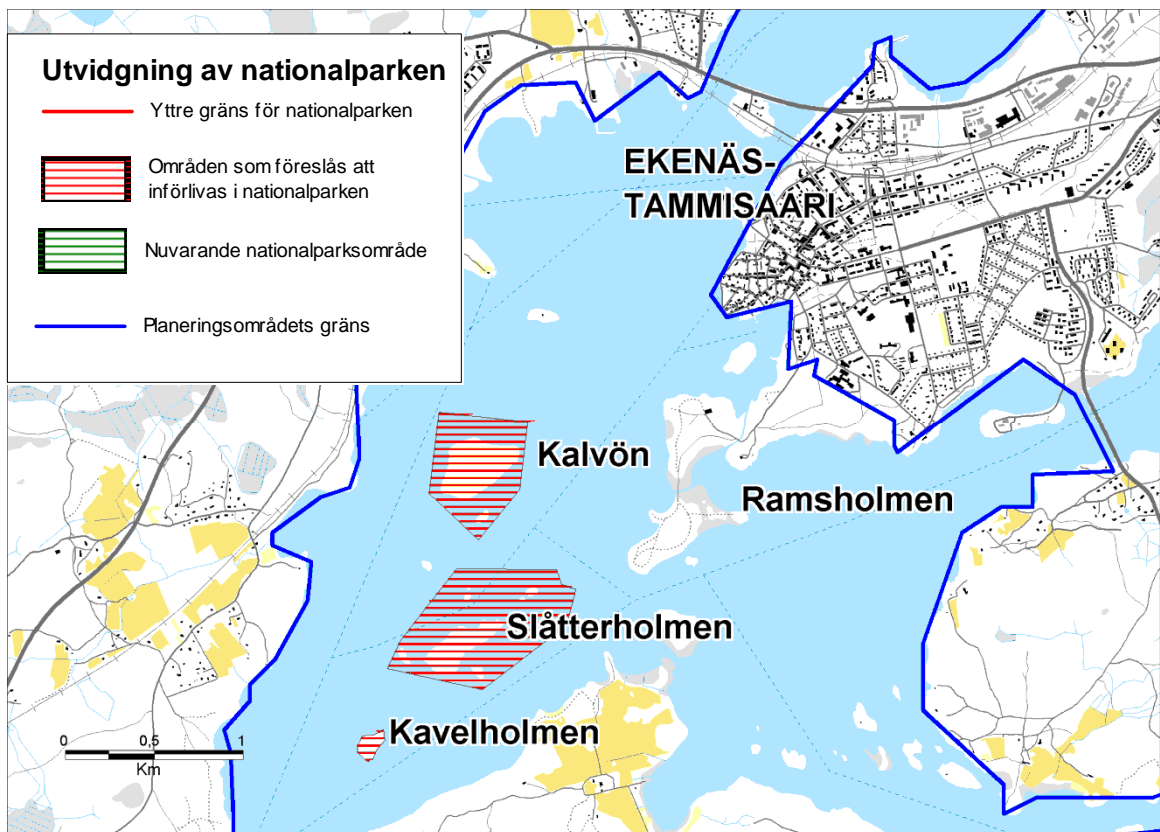 Utvidgning av nationalparken
Yttre gräns för nationalparken
Områden som föreslås att
införlivas i nationalparken
Nuvarande nationalparksområde
Planeringsområdets gräns
EKENÄS-
TAMMISAARI
Kalvön
Ramsholmen
Slåtterholmen
Kavelholmen
0 0,5 1
Km